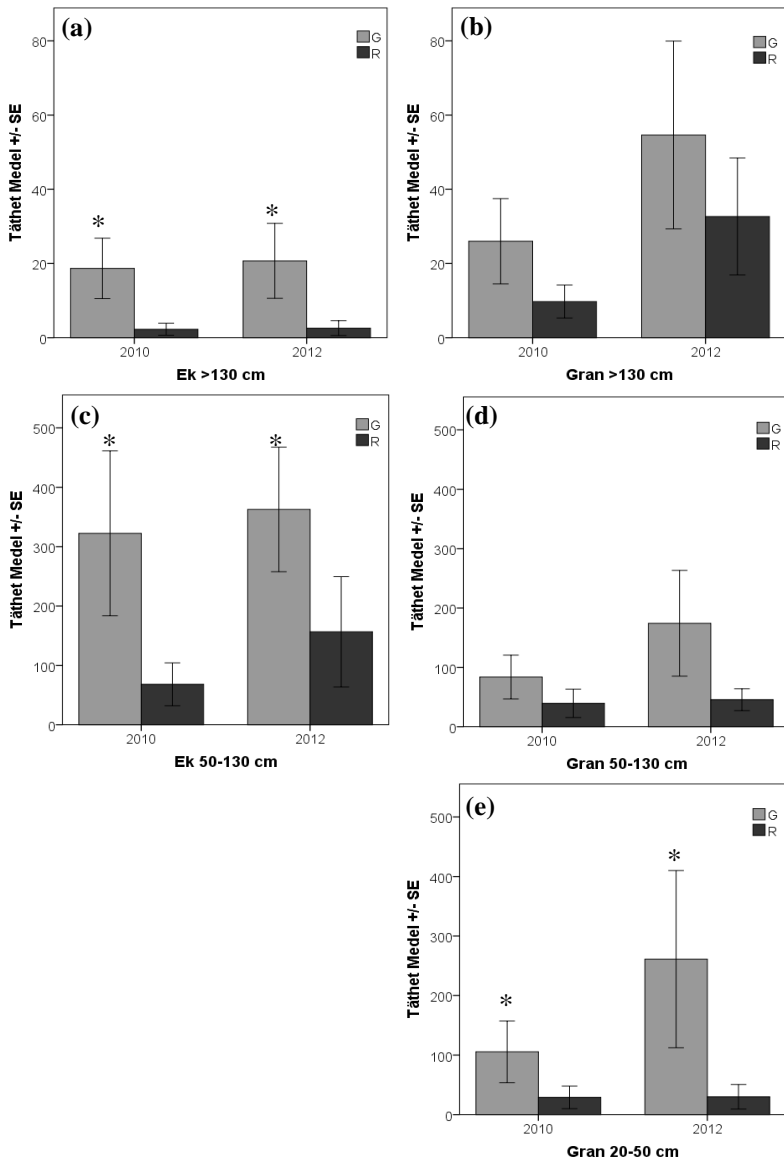 (a)
G
R
80
60
40
20
0
Täthet Medel +/- SE
*
*
2010
2012
Ek >130 cm
(b)
G
R
80
60
40
20
0
Täthet Medel +/- SE
2010
2012
Gran >130 cm
(c)
G
R
500
400
300
200
100
0
Täthet Medel +/- SE
*
*
2010
2012
Ek 50-130 cm
(d)
G
R
500
400
300
200
100
0
Täthet Medel +/- SE
2010
2012
Gran 50-130 cm
(e)
G
R
500
400
300
200
100
0
Täthet Medel +/- SE
*
*
2010
2012
Gran 20-50 cm